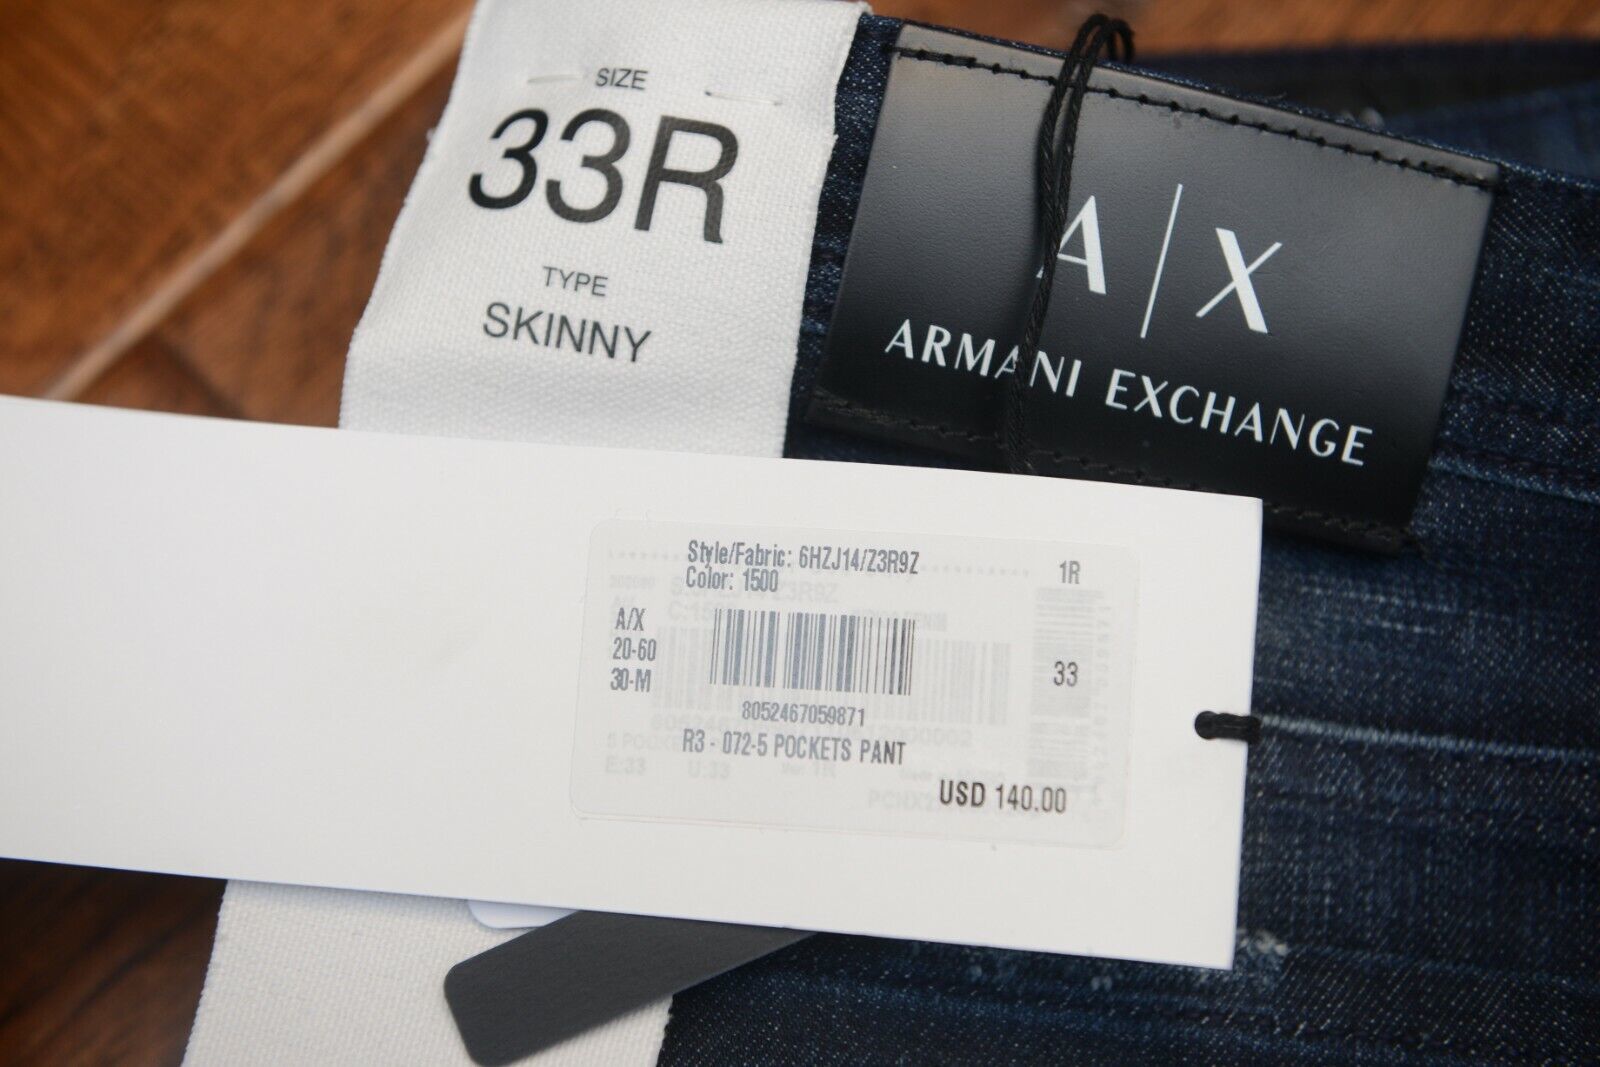 SIZE
33R
TYPE
SKINNY
A|X
ARMANI EXCHANGE
Style/Fabric: 6HZJ14/Z3R9Z
Color: 1500
1R
A/X
20-60
30-M
33
8052467059871
R3 - 072-5 POCKETS PANT
USD 140.00